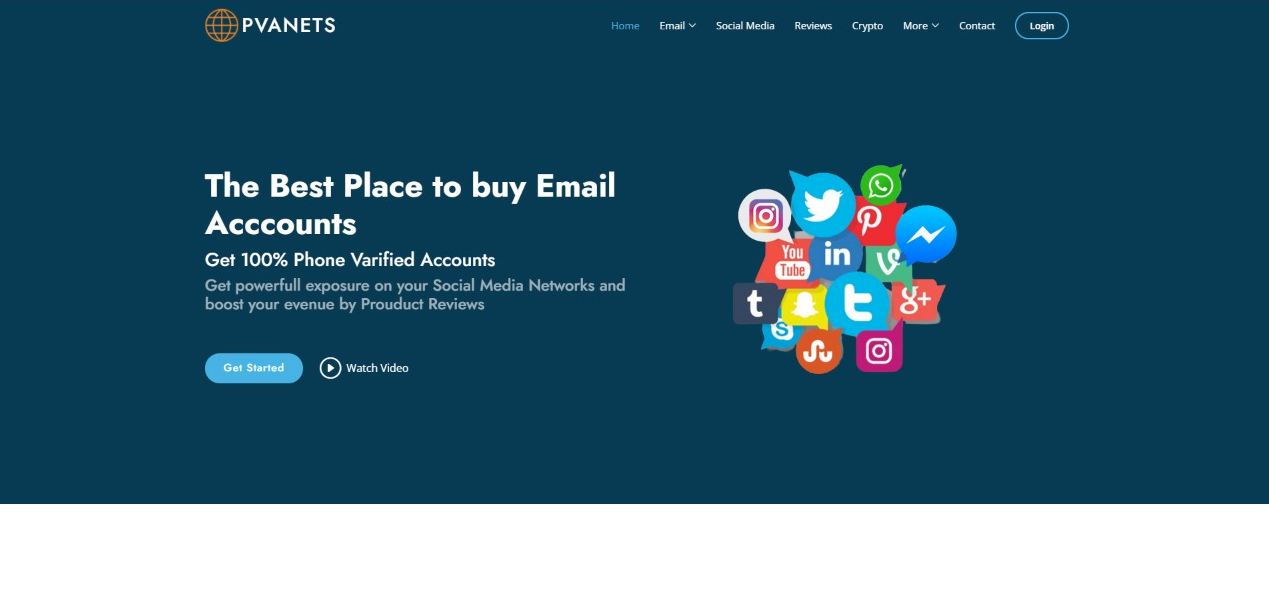 PVANETS
Home Email Social Media Reviews Crypto More Contact Login
The Best Place to buy Email
Acccounts
Get 100% Phone Varified Accounts
Get powerfull exposure on your Social Media Networks and
boost your evenue by Prouduct Reviews
Get Started Watch Video
You
Tube
in
t
g+